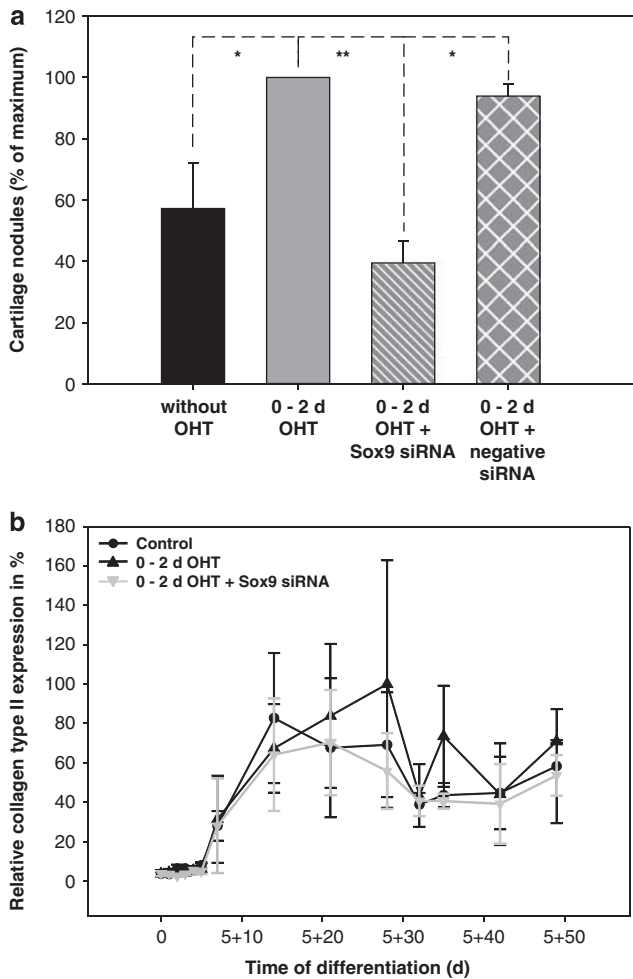 a
120
100
80
60
40
20
0
Cartilage nodules (% of maximum)
*
**
*
without
OHT
0 - 2 d
OHT
0 - 2 d
OHT +
Sox9 siRNA
0 - 2 d
OHT +
negative
siRNA
b
180
160
140
120
100
80
60
40
20
0
Relative collagen type II expression in %
Control
0 - 2 d OHT
0 - 2 d OHT + Sox9 siRNA
0
5+10
5+20
5+30
5+40
5+50
Time of differentiation (d)